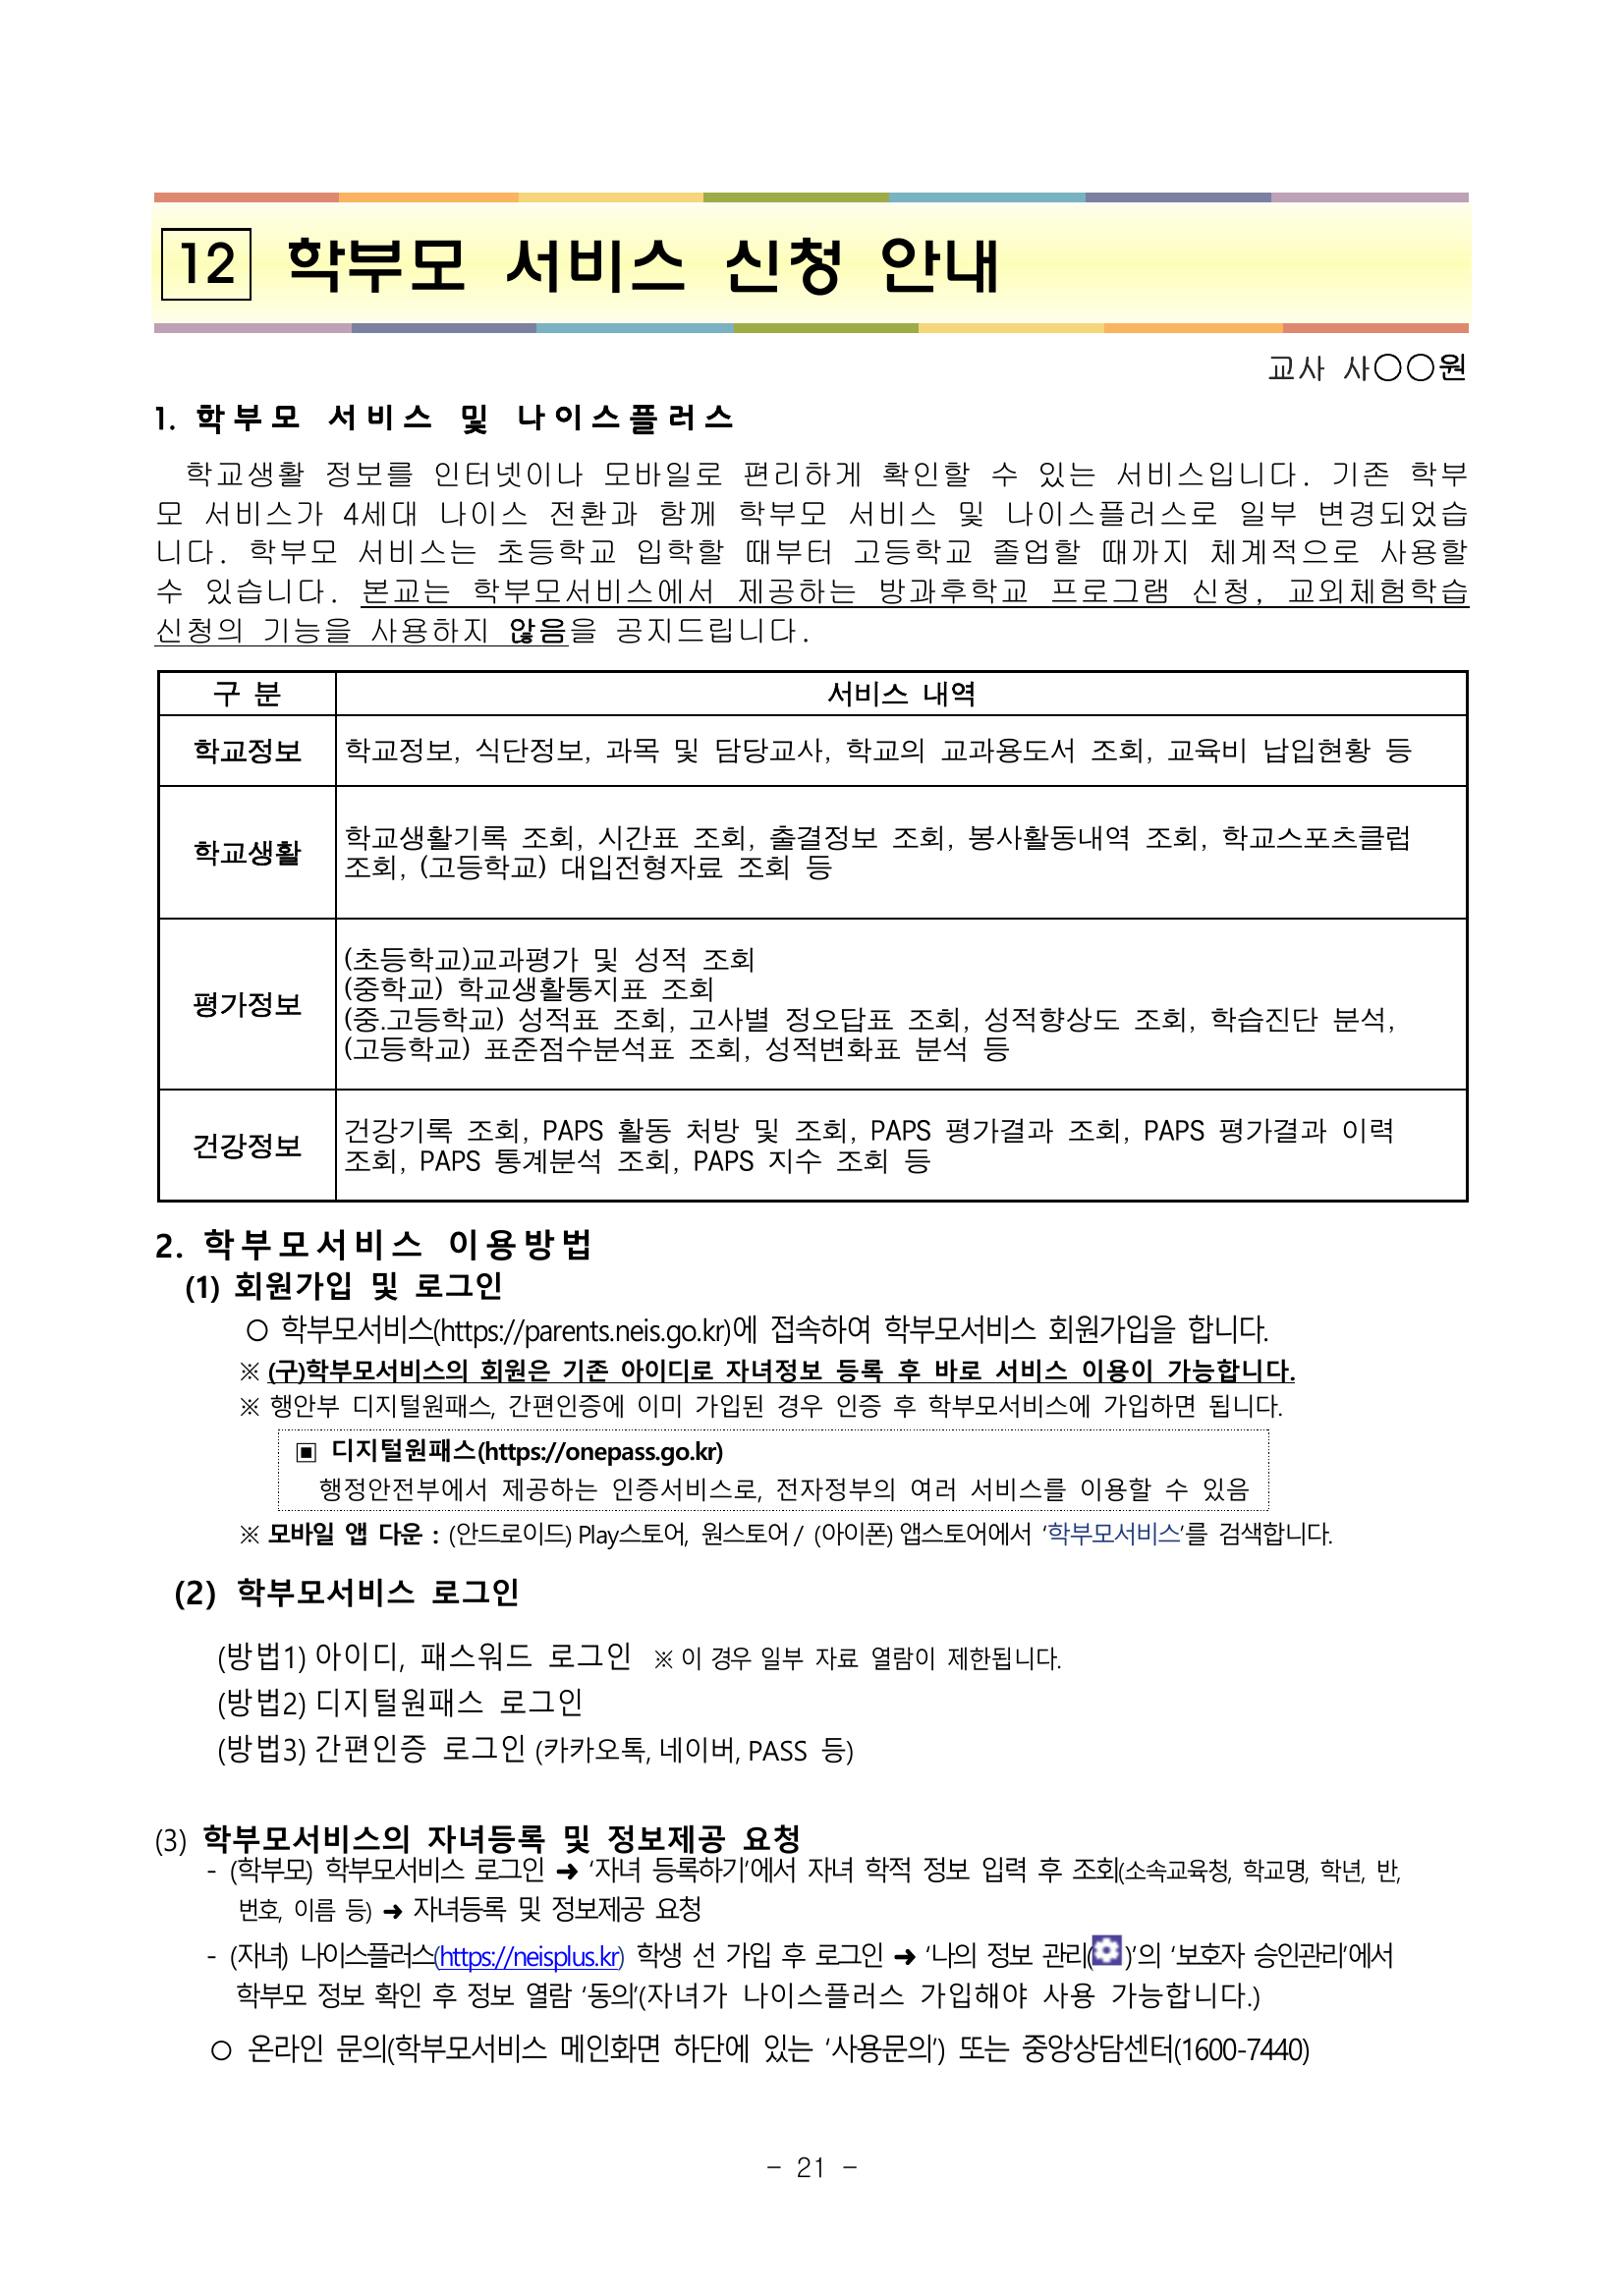 12 학부모 서비스 신청 안내
교사 사○○원
1. 학부모 서비스 및 나이스플러스
학교생활 정보를 인터넷이나 모바일로 편리하게 확인할 수 있는 서비스입니다. 기존 학부
모 서비스가 4세대 나이스 전환과 함께 학부모 서비스 및 나이스플러스로 일부 변경되었습
니다. 학부모 서비스는 초등학교 입학할 때부터 고등학교 졸업할 때까지 체계적으로 사용할
수 있습니다. 본교는 학부모서비스에서 제공하는 방과후학교 프로그램 신청, 교외체험학습
신청의 기능을 사용하지 않음을 공지드립니다.
구 분 서비스 내역
학교정보 학교정보, 식단정보, 과목 및 담당교사, 학교의 교과용도서 조회, 교육비 납입현황 등
학교생활 학교생활기록 조회, 시간표 조회, 출결정보 조회, 봉사활동내역 조회, 학교스포츠클럽
조회, (고등학교) 대입전형자료 조회 등
평가정보 (초등학교)교과평가 및 성적 조회
(중학교) 학교생활통지표 조회
(중.고등학교) 성적표 조회, 고사별 정오답표 조회, 성적향상도 조회, 학습진단 분석,
(고등학교) 표준점수분석표 조회, 성적변화표 분석 등
건강정보 건강기록 조회, PAPS 활동 처방 및 조회, PAPS 평가결과 조회, PAPS 평가결과 이력
조회, PAPS 통계분석 조회, PAPS 지수 조회 등
2. 학부모서비스 이용방법
(1) 회원가입 및 로그인
○ 학부모서비스(https://parents.neis.go.kr)에 접속하여 학부모서비스 회원가입을 합니다.
※ (구)학부모서비스의 회원은 기존 아이디로 자녀정보 등록 후 바로 서비스 이용이 가능합니다.
※ 행안부 디지털원패스, 간편인증에 이미 가입된 경우 인증 후 학부모서비스에 가입하면 됩니다.
▣ 디지털원패스(https://onepass.go.kr)
행정안전부에서 제공하는 인증서비스로, 전자정부의 여러 서비스를 이용할 수 있음
※ 모바일 앱 다운 : (안드로이드) Play스토어, 원스토어 / (아이폰) 앱스토어에서 ‘학부모서비스’를 검색합니다.
(2) 학부모서비스 로그인
(방법1) 아이디, 패스워드 로그인 ※ 이 경우 일부 자료 열람이 제한됩니다.
(방법2) 디지털원패스 로그인
(방법3) 간편인증 로그인 (카카오톡, 네이버, PASS 등)
(3) 학부모서비스의 자녀등록 및 정보제공 요청
- (학부모) 학부모서비스 로그인 ➜ ‘자녀 등록하기’에서 자녀 학적 정보 입력 후 조회(소속교육청, 학교명, 학년, 반,
번호, 이름 등) ➜ 자녀등록 및 정보제공 요청
- (자녀) 나이스플러스(https://neisplus.kr) 학생 선 가입 후 로그인 ➜ ‘나의 정보 관리( )’의 ‘보호자 승인관리’에서
학부모 정보 확인 후 정보 열람 ‘동의’(자녀가 나이스플러스 가입해야 사용 가능합니다.)
○ 온라인 문의(학부모서비스 메인화면 하단에 있는 ‘사용문의’) 또는 중앙상담센터(1600-7440)
- 21 -